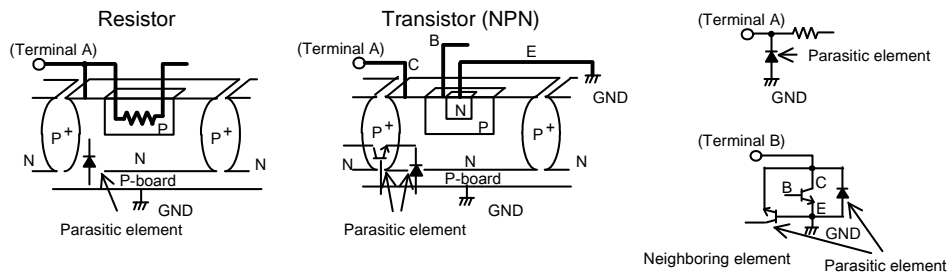 Resistor
(Terminal A)
P+
P
P+
N
N
N
P-board
GND
Parasitic element
Transistor (NPN)
(Terminal A)
B
C
E
GND
P+
N
P
P+
N
N
N
P-board
GND
Parasitic element
(Terminal A)
Parasitic element
GND
(Terminal B)
B
C
E
GND
Neighboring element
Parasitic element